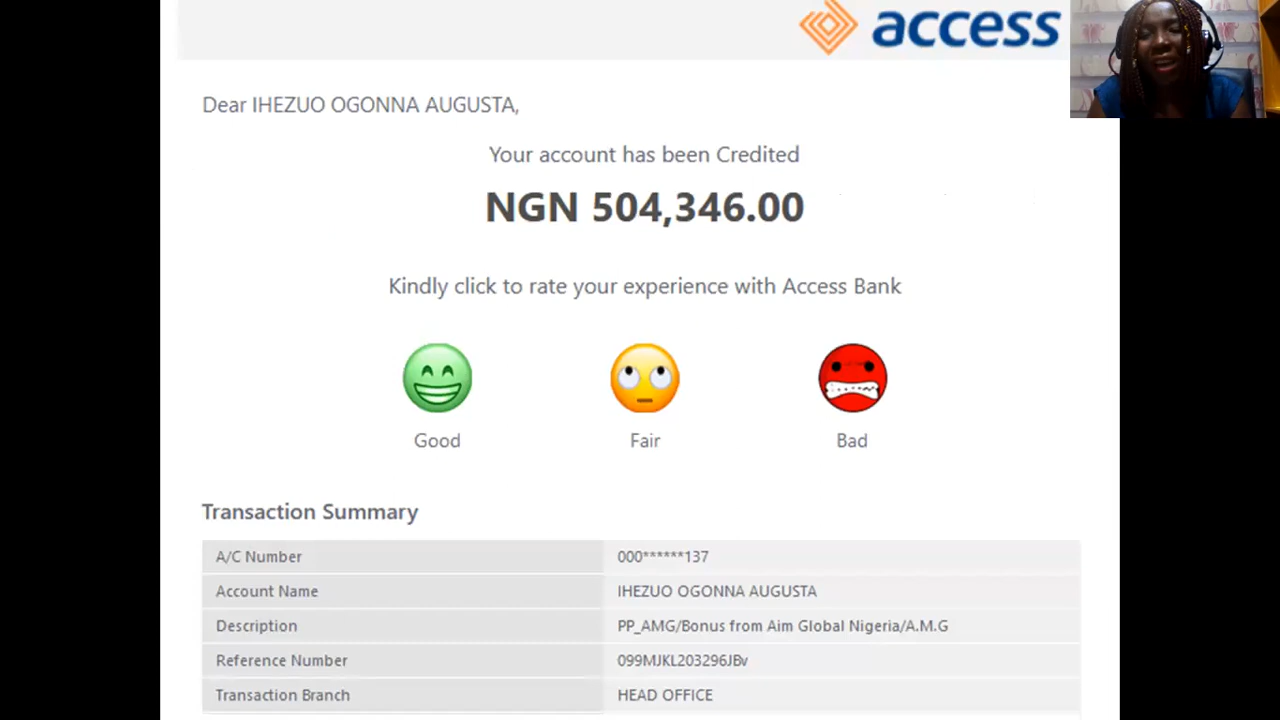 access
Dear IHEZUO OGONNA AUGUSTA,
Your account has been Credited
NGN 504,346.00
Kindly click to rate your experience with Access Bank
Good Fair Bad
Transaction Summary
A/C Number 000******137
Account Name IHEZUO OGONNA AUGUSTA
Description PP_AMG/Bonus from Aim Global Nigeria/A.M.G
Reference Number 099MJKL203296JBv
Transaction Branch HEAD OFFICE